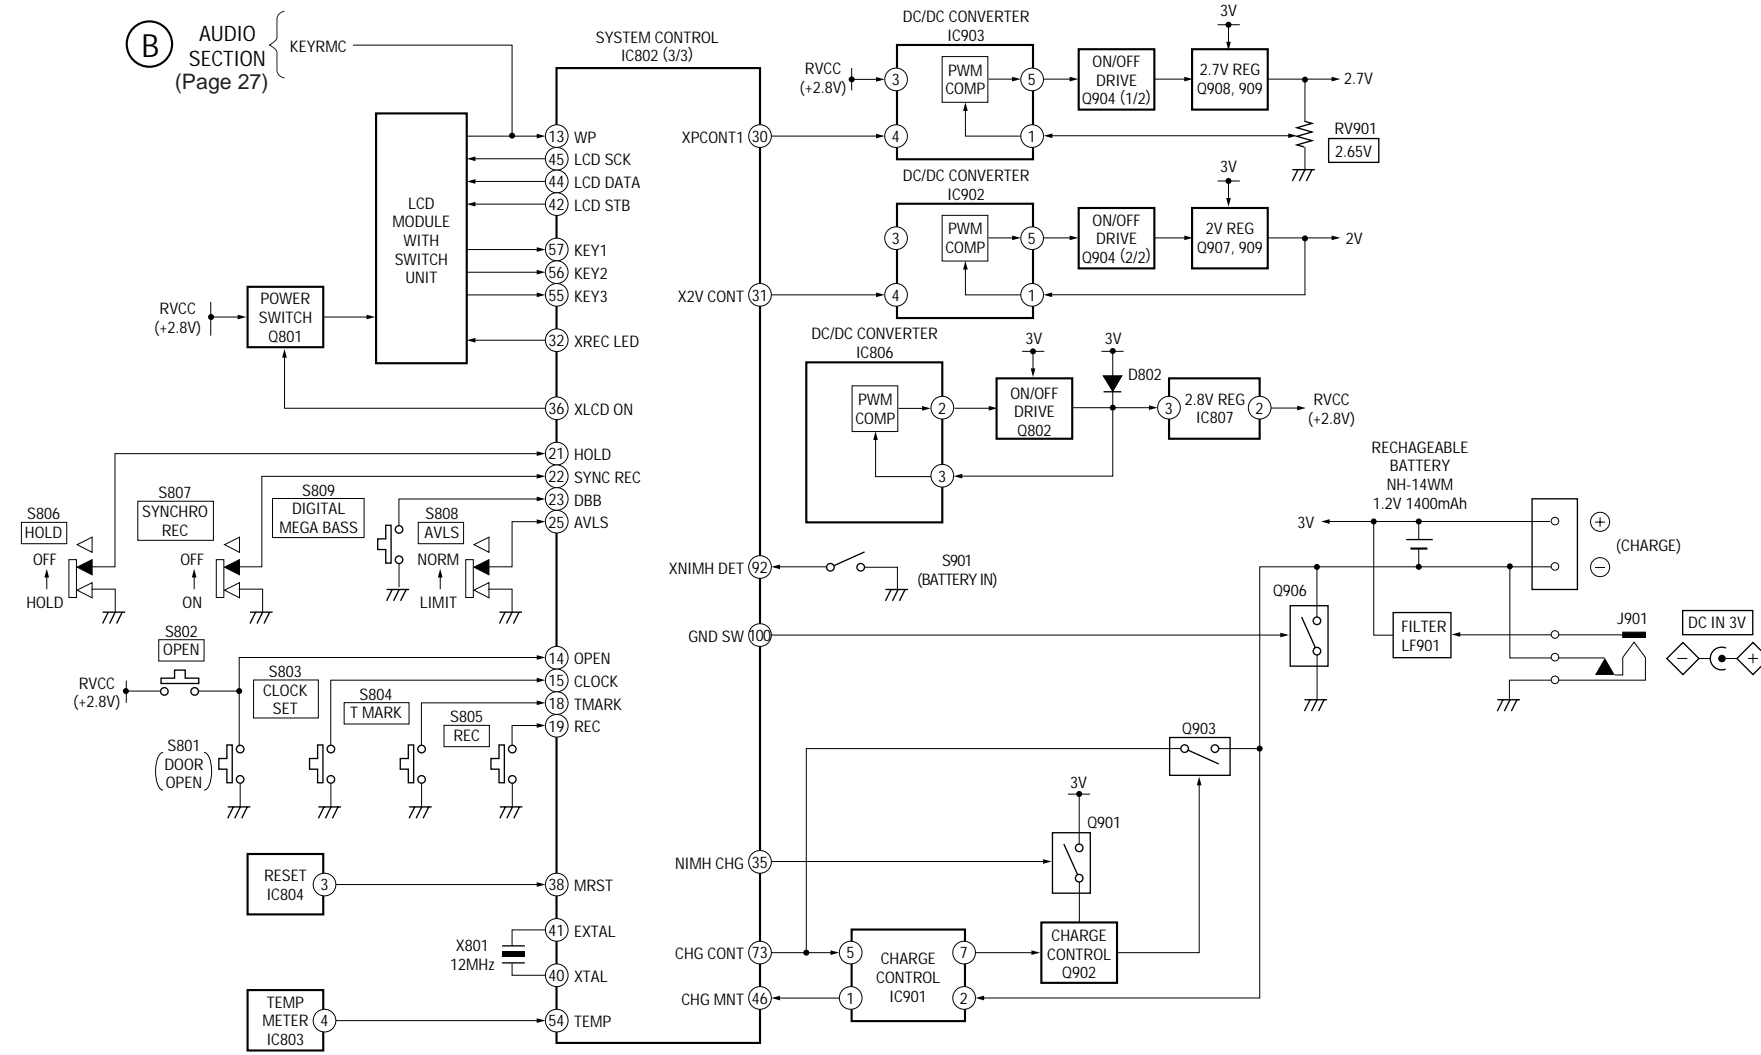 B
AUDIO
SECTION
(Page 27)
KEYRMC
SYSTEM CONTROL
IC802 (3/3)
LCD
MODULE
WITH
SWITCH
UNIT
RVCC
(+2.8V)
POWER
SWITCH
Q801
13 WP
45 LCD SCK
44 LCD DATA
42 LCD STB
57 KEY1
56 KEY2
55 KEY3
32 XREC LED
36 XLCD ON
21 HOLD
22 SYNC REC
23 DBB
25 AVLS
14 OPEN
15 CLOCK
18 TMARK
19 REC
38 MRST
41 EXTAL
40 XTAL
54 TEMP
S806
HOLD
OFF
HOLD
S807
SYNCHRO
REC
OFF
ON
S809
DIGITAL
MEGA BASS
S808
AVLS
NORM
LIMIT
S802
OPEN
RVCC
(+2.8V)
S801
(DOOR
OPEN)
S803
CLOCK
SET
S804
T MARK
S805
REC
RESET
IC804
3
X801
12MHz
TEMP
METER
IC803
4
XPCONT1 30
X2V CONT 31
XNIMH DET 92
GND SW 100
NIMH CHG 35
CHG CONT 73
CHG MNT 46
DC/DC CONVERTER
IC903
RVCC
(+2.8V)
3
4
PWM
COMP
5
1
ON/OFF
DRIVE
Q904 (1/2)
3V
2.7V REG
Q908, 909
2.7V
RV901
2.65V
DC/DC CONVERTER
IC902
3
4
PWM
COMP
5
1
ON/OFF
DRIVE
Q904 (2/2)
3V
2V REG
Q907, 909
2V
DC/DC CONVERTER
IC806
PWM
COMP
2
3
3V
ON/OFF
DRIVE
Q802
3V
D802
3
2.8V REG
IC807
2
RVCC
(+2.8V)
RECHAGEABLE
BATTERY
NH-14WM
1.2V 1400mAh
3V
+
(CHARGE)
−
S901
(BATTERY IN)
Q906
FILTER
LF901
J901
DC IN 3V
− +
Q903
3V
Q901
5
CHARGE
CONTROL
IC901
7
1
2
CHARGE
CONTROL
Q902